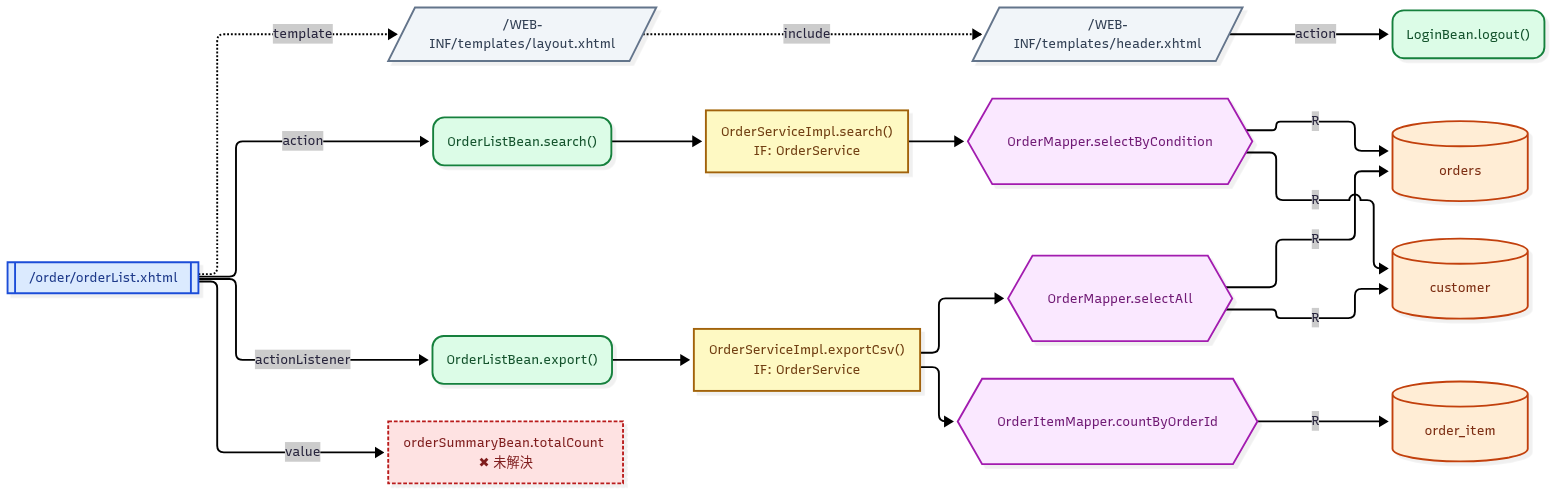 template
/WEB-
INF/templates/layout.xhtml
include
/WEB-
INF/templates/header.xhtml
action
LoginBean.logout()
action
OrderListBean.search()
OrderServiceImpl.search()
IF: OrderService
OrderMapper.selectByCondition
R
orders
R
/order/orderList.xhtml
R
OrderMapper.selectAll
customer
R
actionListener
OrderListBean.export()
OrderServiceImpl.exportCsv()
IF: OrderService
OrderItemMapper.countByOrderId
R
order_item
value
orderSummaryBean.totalCount
✖ 未解決